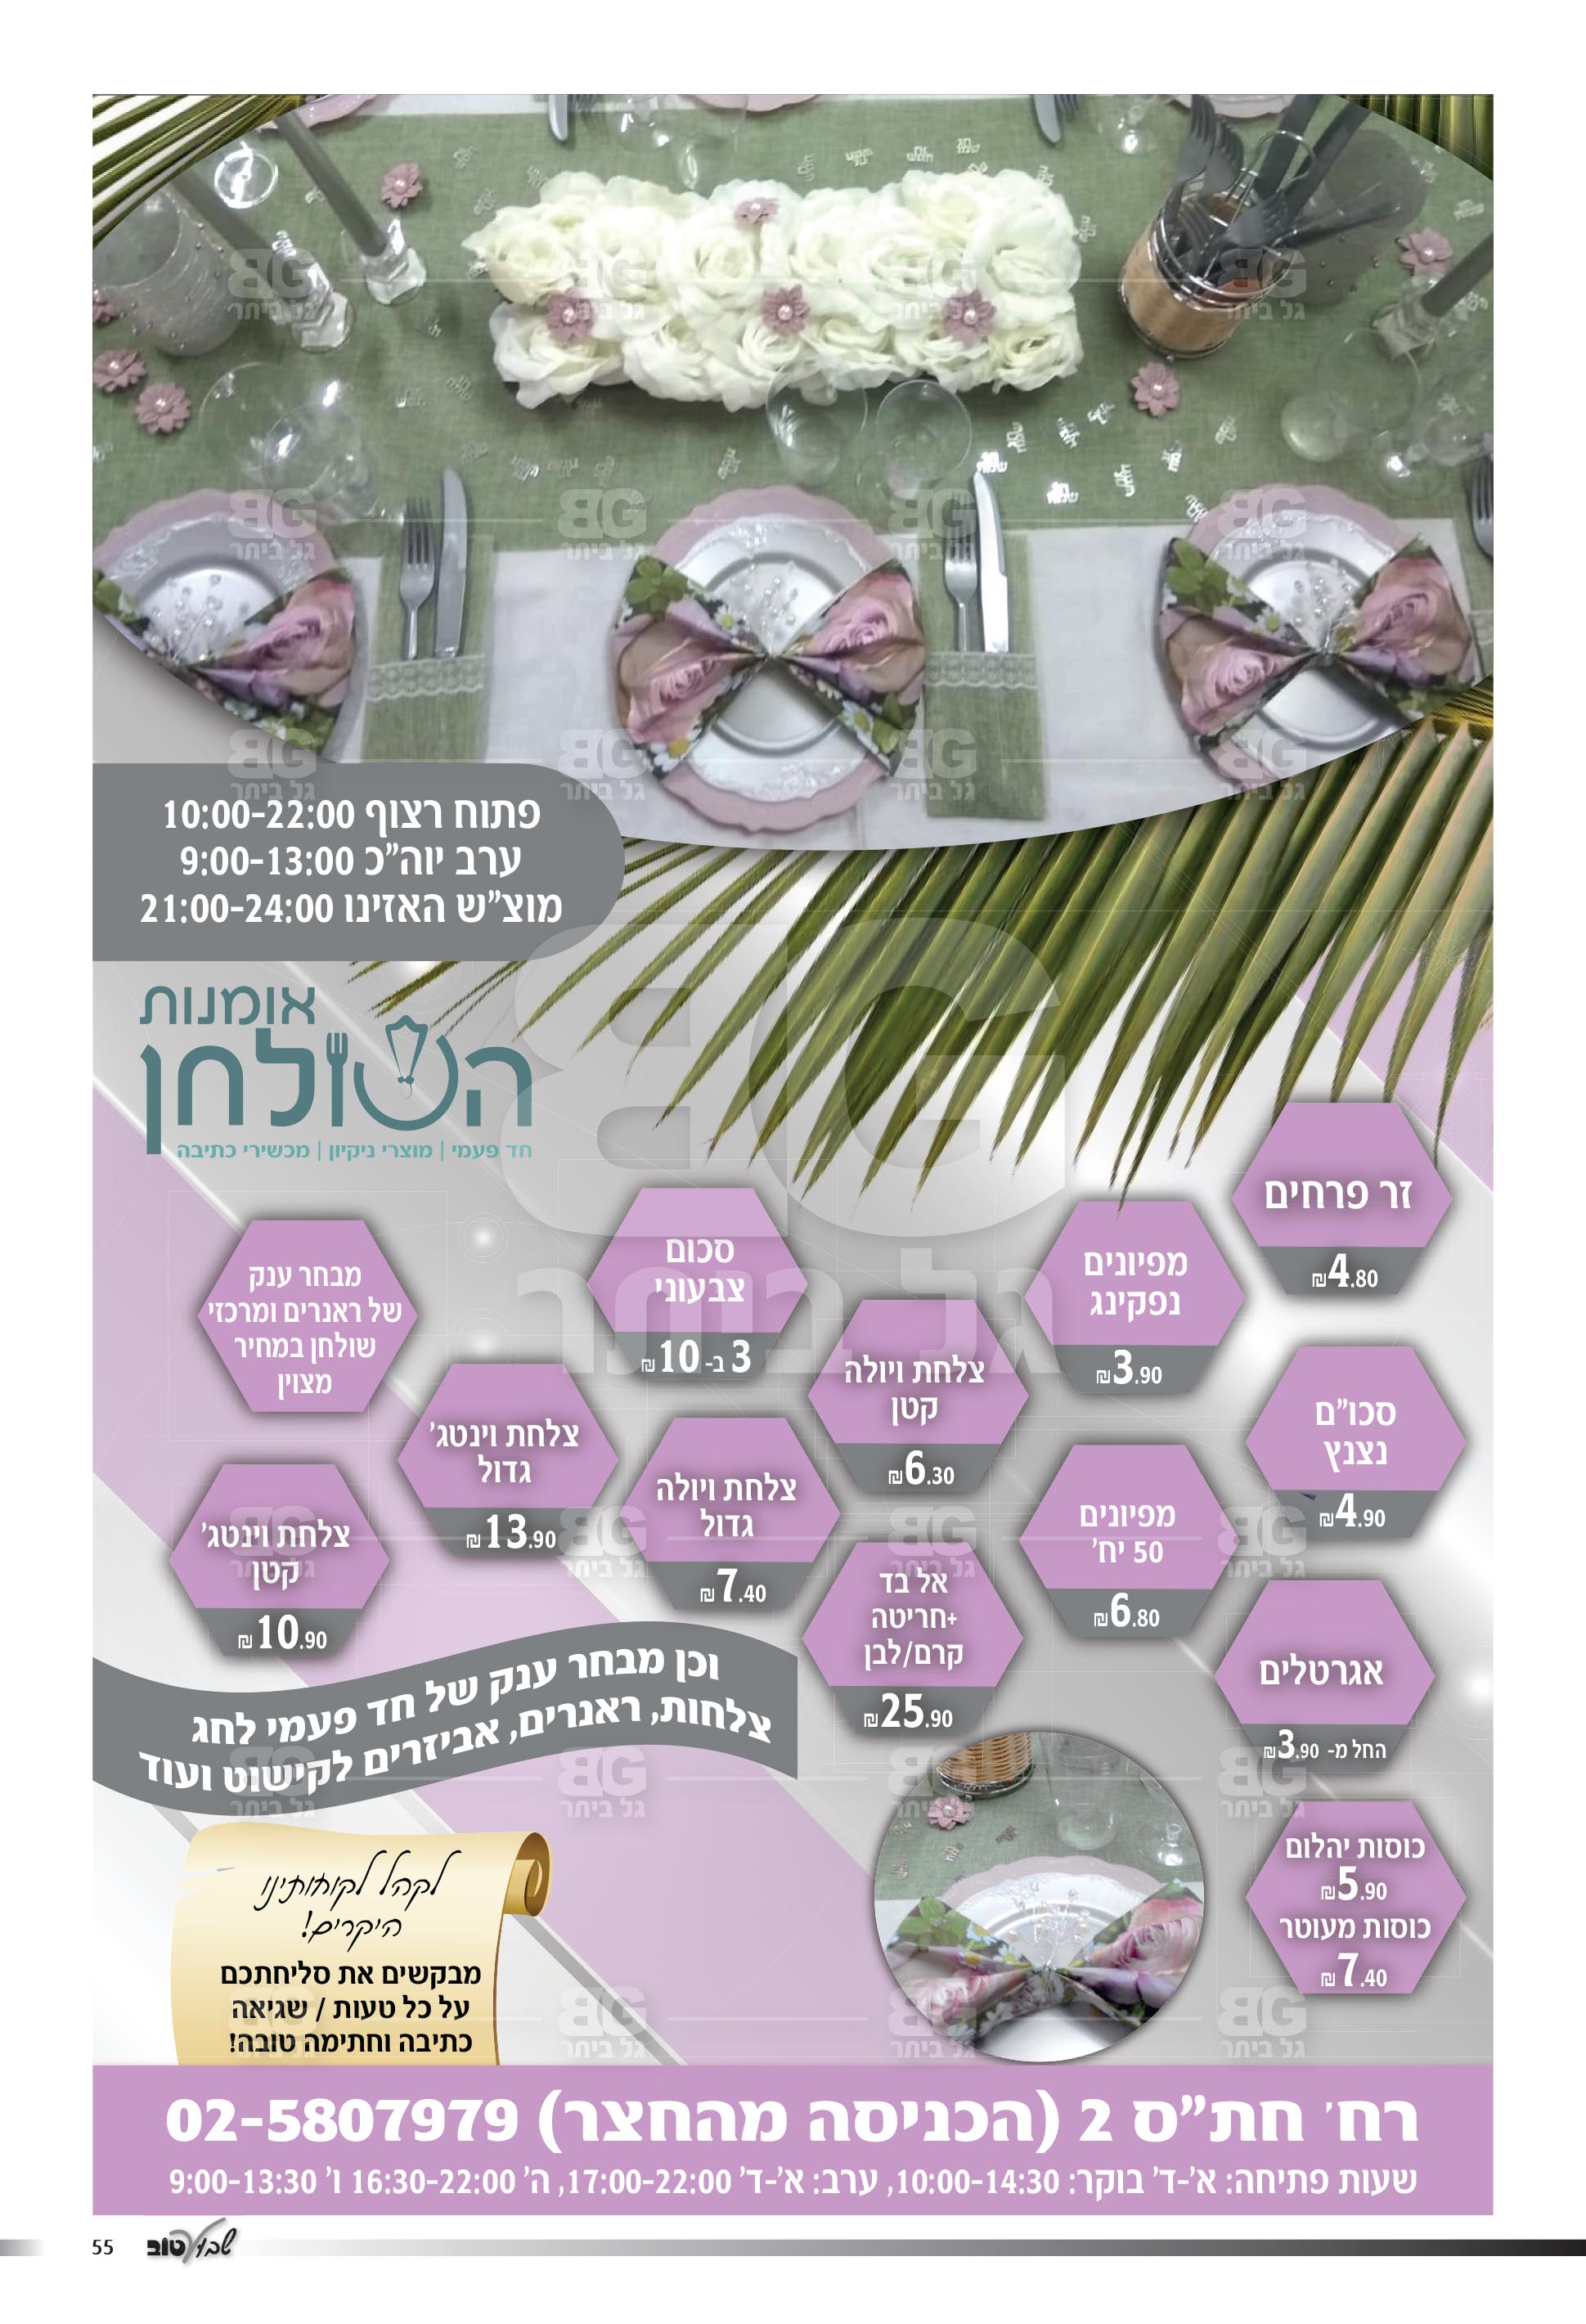 פתוח רצוף 10:00-22:00
ערב יוה"כ 9:00-13:00
מוצ"ש האזינו 21:00-24:00
אומנות
השולחן
חד פעמי | מוצרי ניקיון | מכשירי כתיבה
זר פרחים
4.80 ₪
מפיונים
נפקינג
3.90 ₪
סכום
צבעוני
3 ב- 10 ₪
מבחר ענק
של ראנרים ומרכזי
שולחן במחיר
מצוין
צלחת ויולה
קטן
6.30 ₪
סכו"ם
נצנץ
4.90 ₪
צלחת וינטג'
גדול
13.90 ₪
צלחת ויולה
גדול
7.40 ₪
מפיונים
50 יח'
6.80 ₪
צלחת וינטג'
קטן
10.90 ₪
אל בד
+חריטה
קרם/לבן
25.90 ₪
אגרטלים
החל מ- 3.90 ₪
וכן מבחר ענק של חד פעמי לחג
צלחות, ראנרים, אביזרים לקישוט ועוד
כוסות יהלום
5.90 ₪
כוסות מעוטר
7.40 ₪
לקהל לקוחותינו
היקרים!
מבקשים את סליחתכם
על כל טעות / שגיאה
כתיבה וחתימה טובה!
רח' חת"ס 2 (הכניסה מהחצר) 02-5807979
שעות פתיחה: א'-ד' בוקר: 10:00-14:30, ערב: א'-ד' 17:00-22:00, ה' 16:30-22:00 ו' 9:00-13:30
שבוע טוב
55
BG
גל ביתר